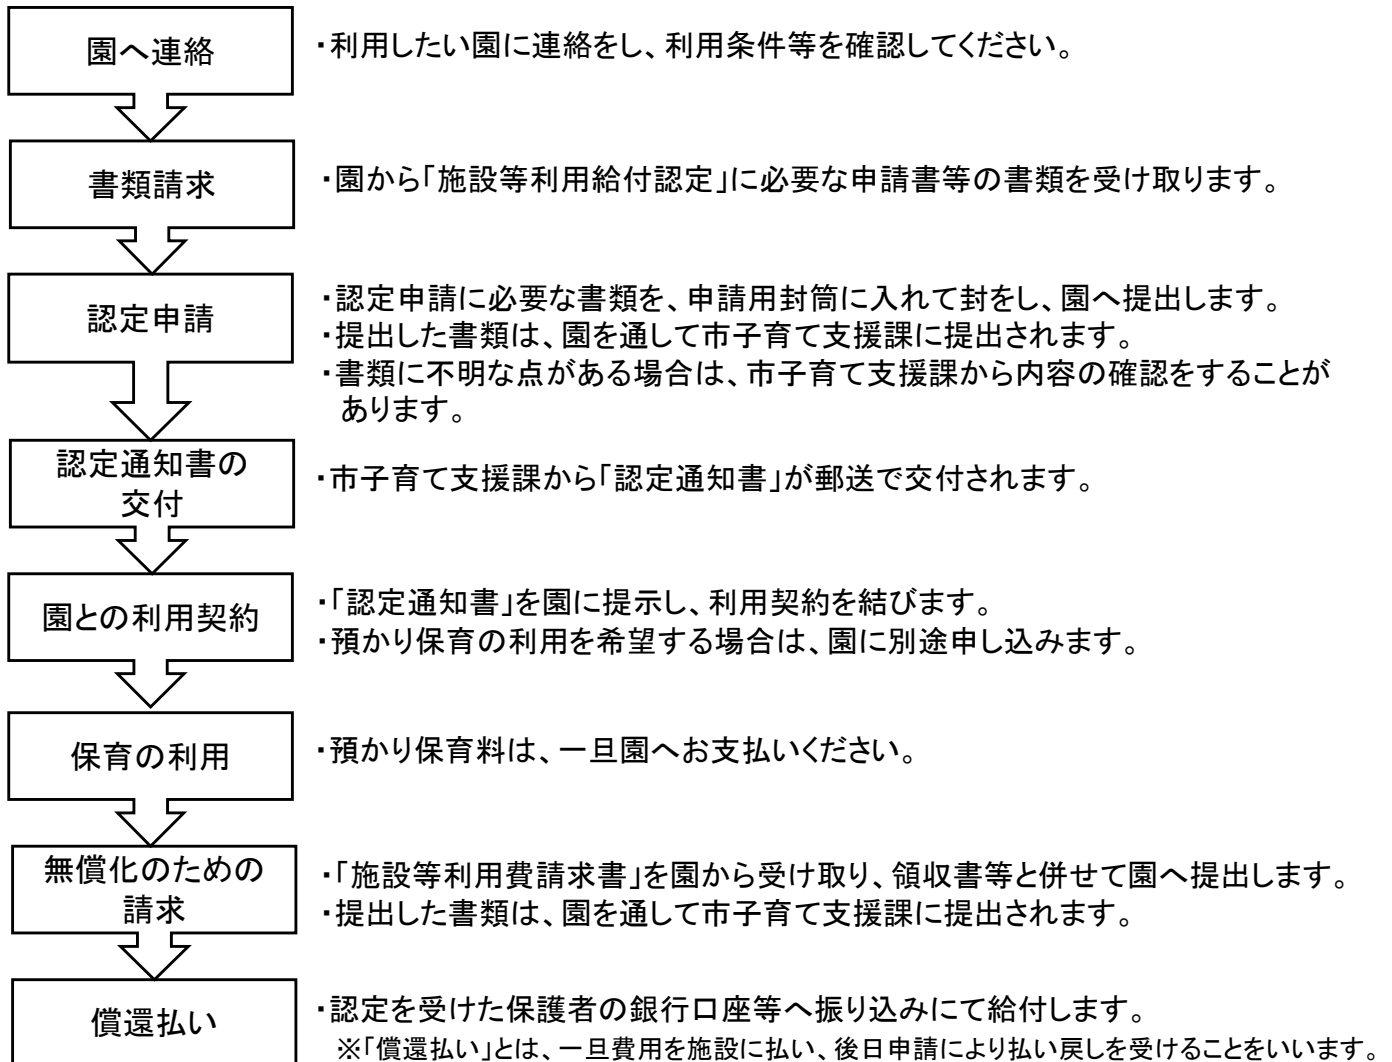 園へ連絡
・利用したい園に連絡をし、利用条件等を確認してください。
書類請求
・園から「施設等利用給付認定」に必要な申請書等の書類を受け取ります。
認定申請
・認定申請に必要な書類を、申請用封筒に入れて封をし、園へ提出します。
・提出した書類は、園を通して市子育て支援課に提出されます。
・書類に不明な点がある場合は、市子育て支援課から内容の確認をすることが
あります。
認定通知書の
交付
・市子育て支援課から「認定通知書」が郵送で交付されます。
園との利用契約
・「認定通知書」を園に提示し、利用契約を結びます。
・預かり保育の利用を希望する場合は、園に別途申し込みます。
保育の利用
・預かり保育料は、一旦園へお支払いください。
無償化のための
請求
・「施設等利用費請求書」を園から受け取り、領収書等と併せて園へ提出します。
・提出した書類は、園を通して市子育て支援課に提出されます。
償還払い
・認定を受けた保護者の銀行口座等へ振り込みにて給付します。
※「償還払い」とは、一旦費用を施設に払い、後日申請により払い戻しを受けることをいいます。